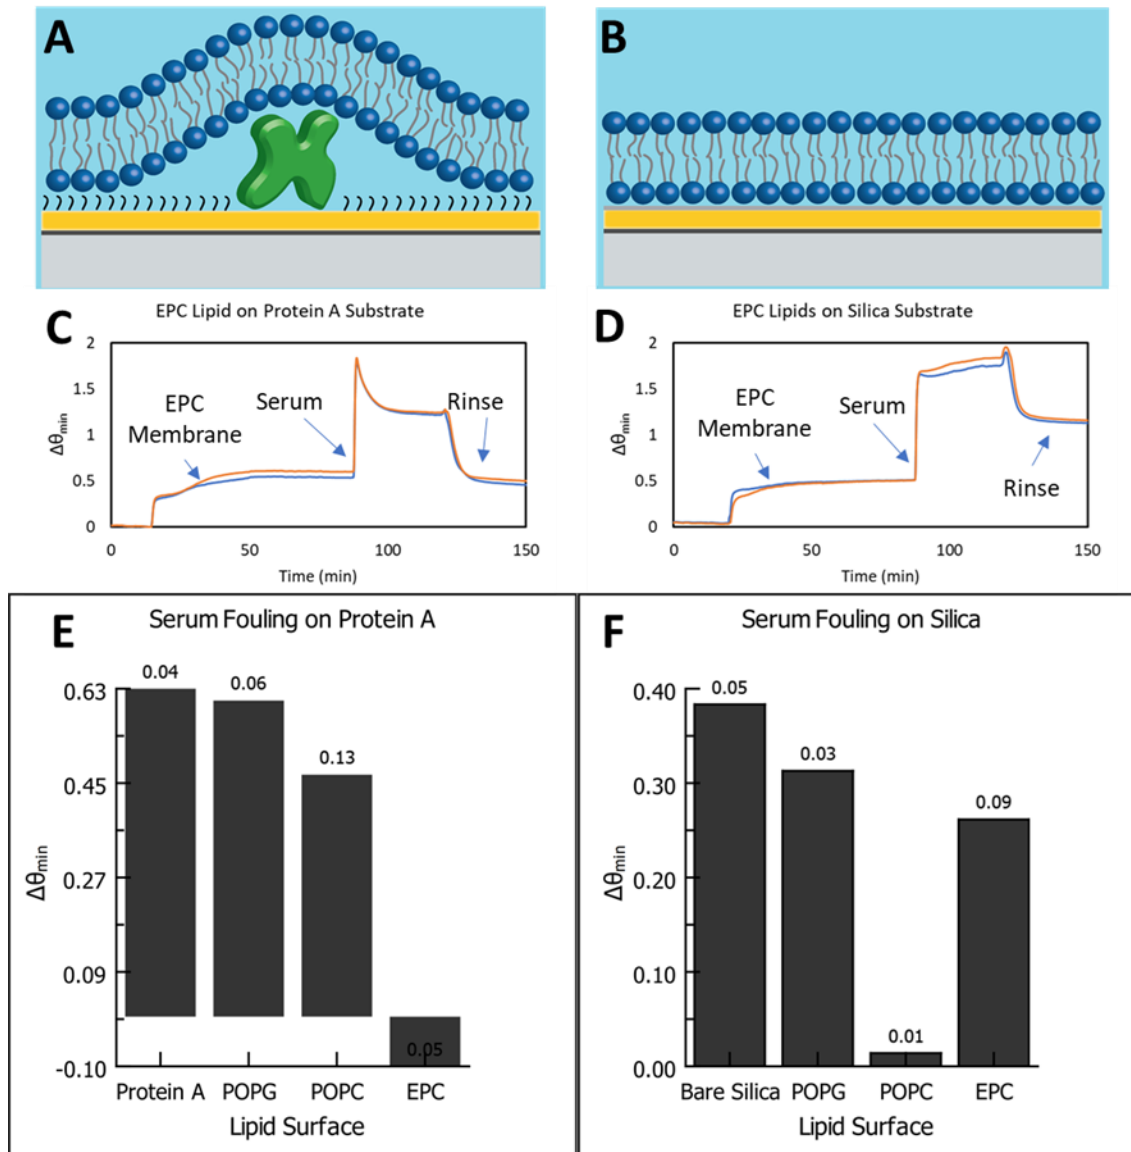 A
B
C
EPC Lipid on Protein A Substrate
Δθmin
2
1.5
1
0.5
0
EPC
Membrane
Serum
Rinse
0
50
100
150
Time (min)
D
EPC Lipids on Silica Substrate
Δθmin
2
1.5
1
0.5
0
EPC
Membrane
Serum
Rinse
0
50
100
150
Time (min)
E
Serum Fouling on Protein A
Δθmin
0.63
0.45
0.27
0.09
-0.10
0.04
0.06
0.13
0.05
Protein A
POPG
POPC
EPC
Lipid Surface
F
Serum Fouling on Silica
Δθmin
0.40
0.30
0.20
0.10
0.00
0.05
0.03
0.01
0.09
Bare Silica
POPG
POPC
EPC
Lipid Surface